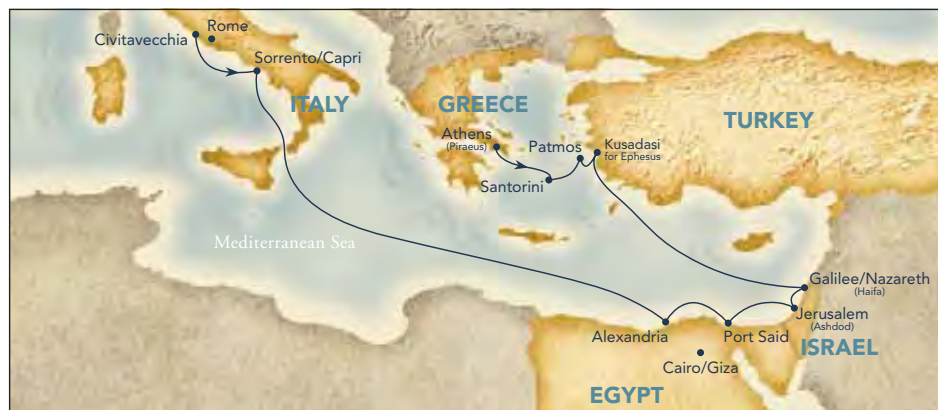 Rome
Civitavecchia
Sorrento/Capri
ITALY
GREECE
TURKEY
Athens
(Piraeus)
Patmos
Kusadasi
for Ephesus
Santorini
Mediterranean Sea
Galilee/Nazareth
(Haifa)
Jerusalem
(Ashdod)
Alexandria
Port Said
ISRAEL
Cairo/Giza
EGYPT